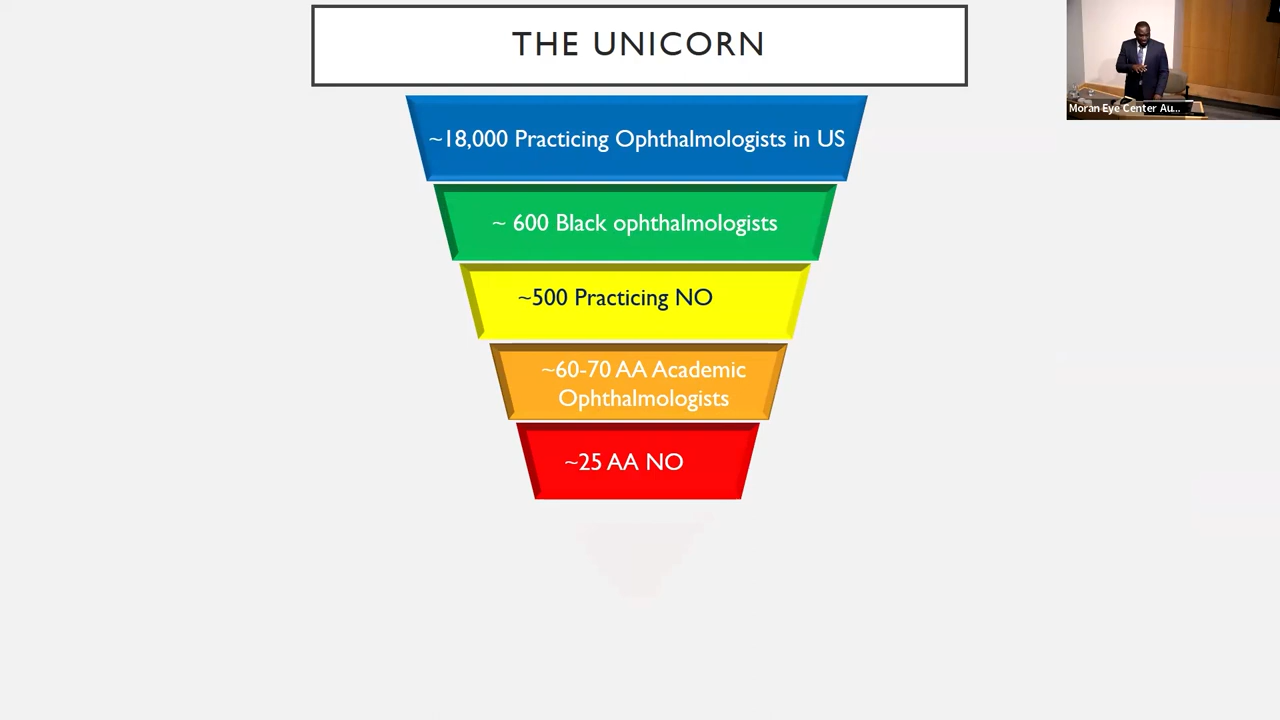 THE UNICORN
~18,000 Practicing Ophthalmologists in US
~ 600 Black ophthalmologists
~500 Practicing NO
~60-70 AA Academic
Ophthalmologists
~25 AA NO
Moran Eye Center Au...